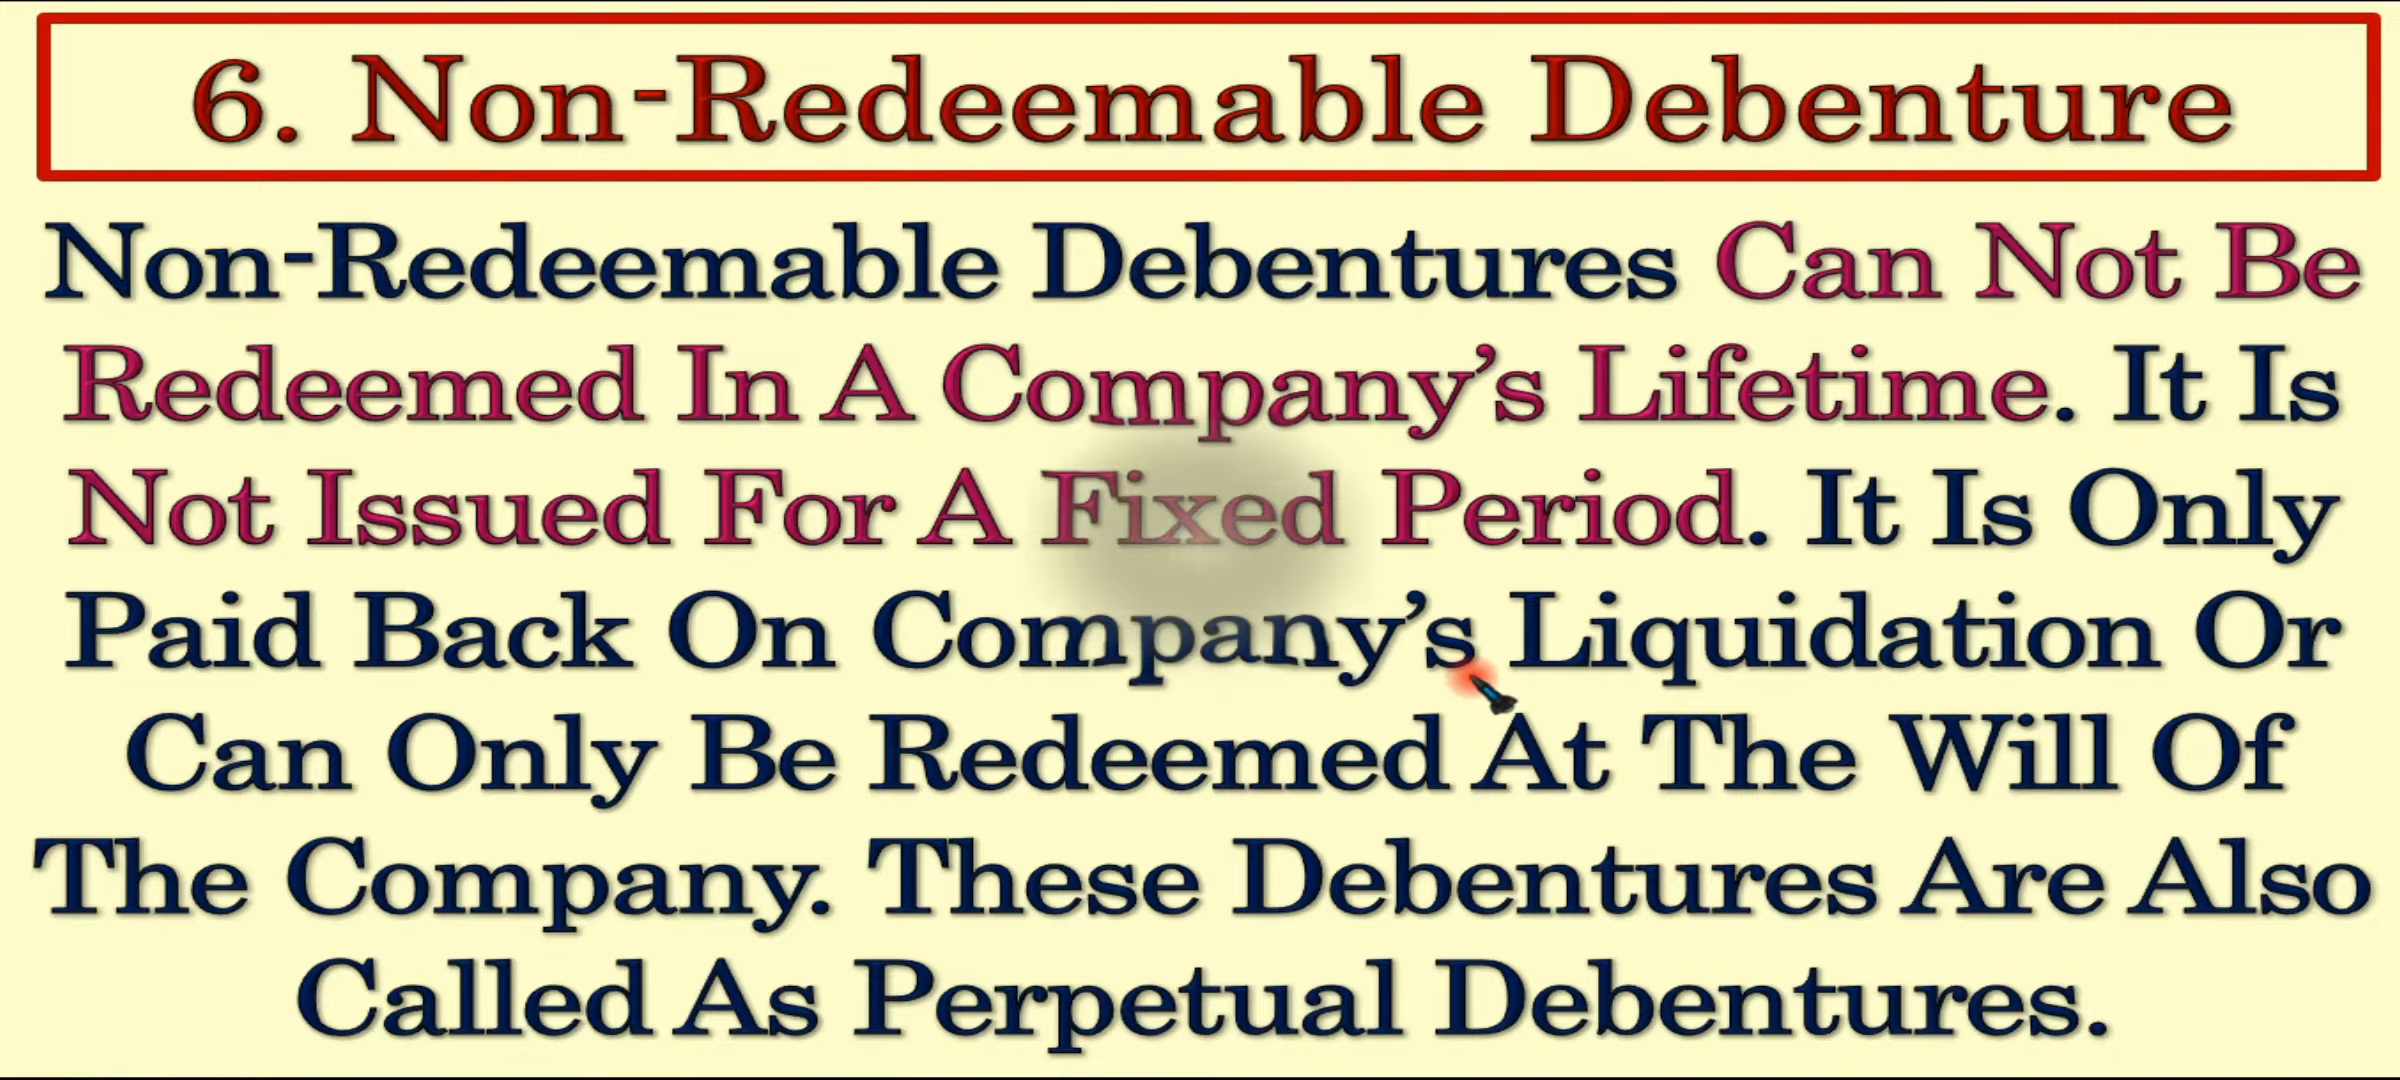 6. Non-Redeemable Debenture
Non-Redeemable Debentures Can Not Be
Redeemed In A Company's Lifetime. It Is
Not Issued For A Fixed Period. It Is Only
Paid Back On Company's Liquidation Or
Can Only Be Redeemed At The Will Of
The Company. These Debentures Are Also
Called As Perpetual Debentures.